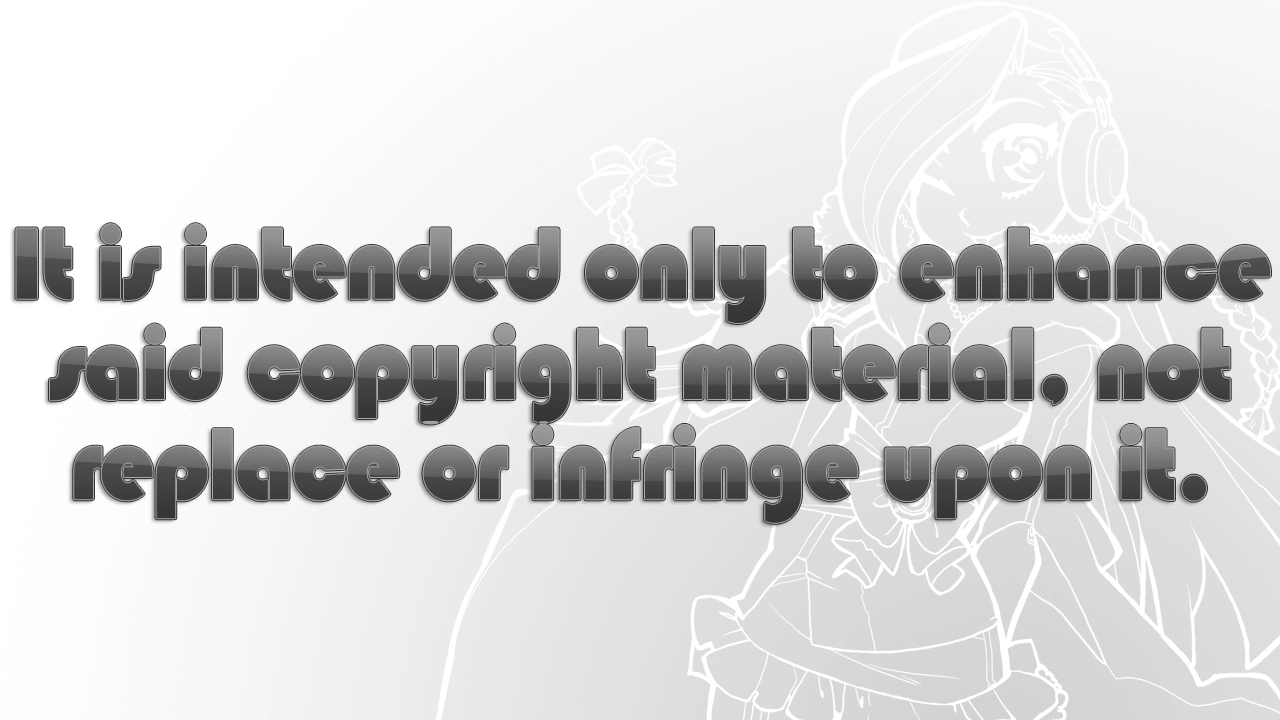 It is intended only to enhance
said copyright material, not
replace or infringe upon it.